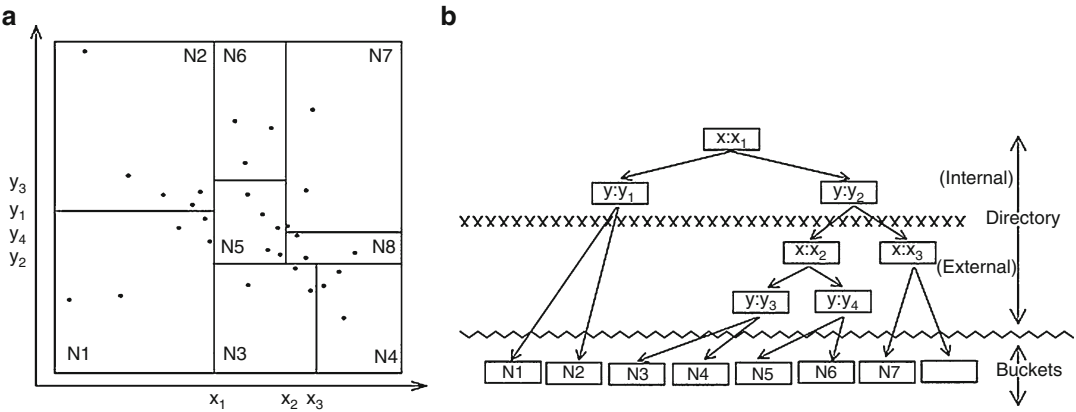 a
N2
N6
N7
y3
y1
y4
y2
N5
N8
N1
N3
N4
x1
x2
x3
b
x:x1
y:y1
y:y2
(Internal)
XXXXXXXXXXXXXXXXXXXXXXXXXXXXXXXXXXXXXXXXXXXXXXXX
Directory
x:x2
x:x3
(External)
y:y3
y:y4
N1
N2
N3
N4
N5
N6
N7
Buckets